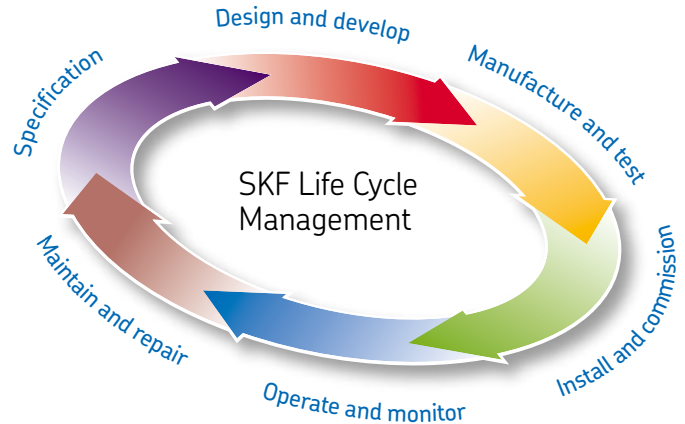 Design and develop
Manufacture and test
Specification
SKF Life Cycle
Management
Install and commission
Maintain and repair
Operate and monitor